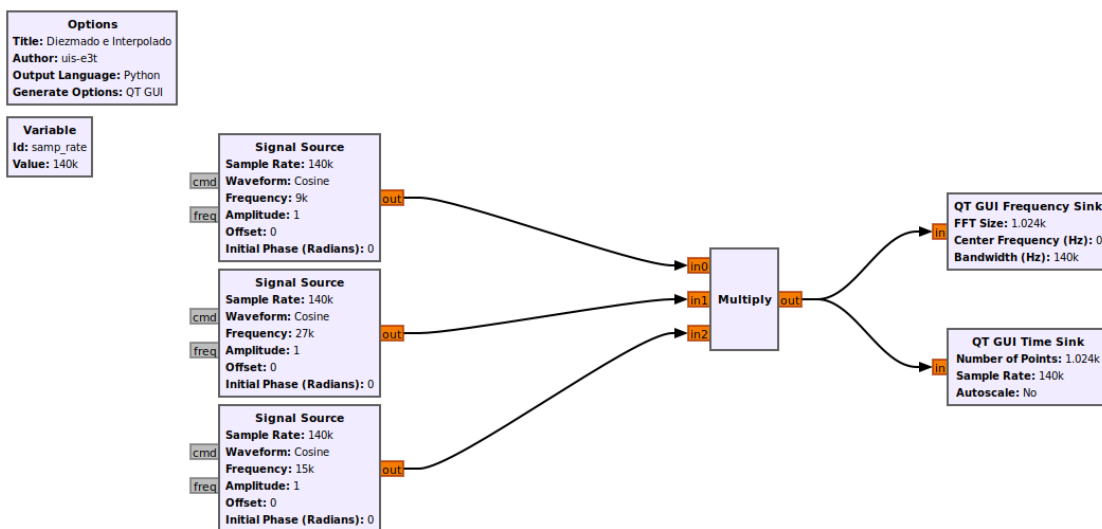 Options
Title: Diezmado e Interpolado
Author: uis-e3t
Output Language: Python
Generate Options: QT GUI
Variable
Id: samp_rate
Value: 140k
Signal Source
Sample Rate: 140k
Waveform: Cosine
Frequency: 9k
Amplitude: 1
Offset: 0
Initial Phase (Radians): 0
cmd
freq
out
Signal Source
Sample Rate: 140k
Waveform: Cosine
Frequency: 27k
Amplitude: 1
Offset: 0
Initial Phase (Radians): 0
cmd
freq
out
Signal Source
Sample Rate: 140k
Waveform: Cosine
Frequency: 15k
Amplitude: 1
Offset: 0
Initial Phase (Radians): 0
cmd
freq
out
in0
in1
in2
Multiply
out
QT GUI Frequency Sink
FFT Size: 1.024k
Center Frequency (Hz): 0
Bandwidth (Hz): 140k
in
QT GUI Time Sink
Number of Points: 1.024k
Sample Rate: 140k
Autoscale: No
in